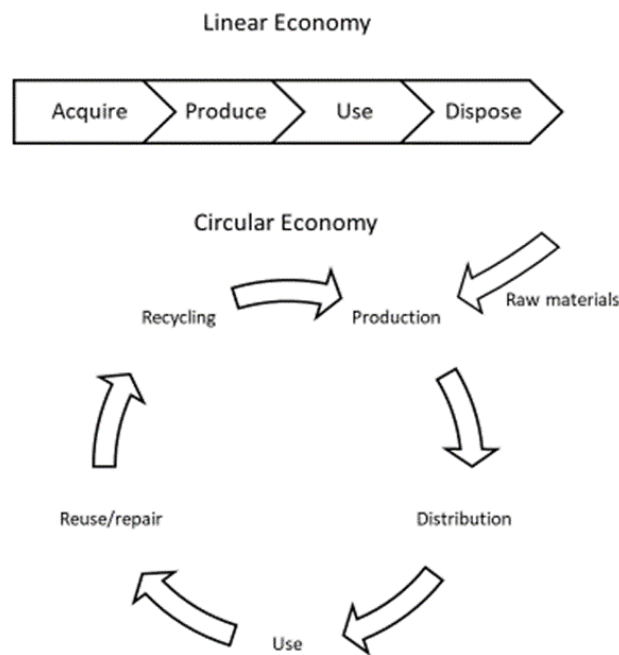 Linear Economy
Acquire Produce Use Dispose
Circular Economy
Raw materials
Recycling Production
Reuse/repair Distribution
Use